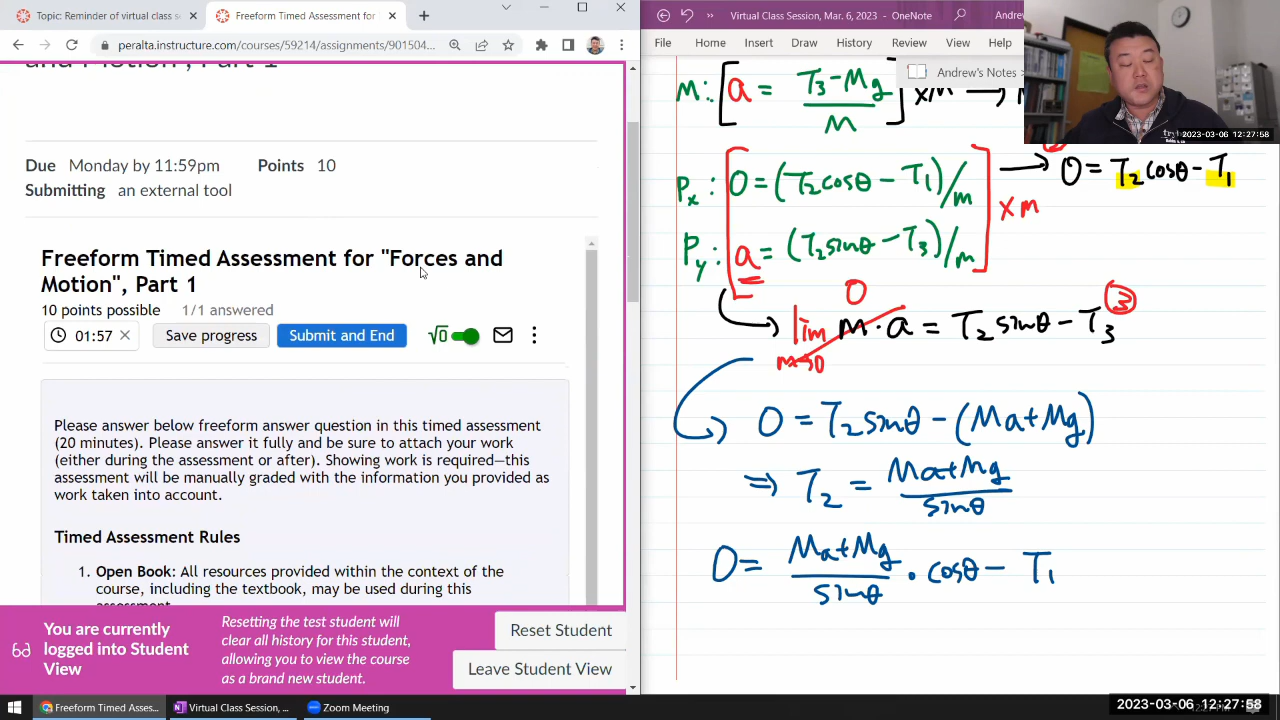 Topic: Reminder of virtual class s
Freeform Timed Assessment for
Virtual Class Session, Mar. 6, 2023 - OneNote
peralta.instructure.com/courses/59214/assignments/901504...
File Home Insert Draw History Review View Help
Andrew's Notes >
and Motion", Part 1
Due Monday by 11:59pm Points 10
Submitting an external tool
Freeform Timed Assessment for "Forces and
Motion", Part 1
10 points possible 1/1 answered
01:57 Save progress Submit and End √0
Please answer below freeform answer question in this timed assessment
(20 minutes). Please answer it fully and be sure to attach your work
(either during the assessment or after). Showing work is required—this
assessment will be manually graded with the information you provided as
work taken into account.
Timed Assessment Rules
1. Open Book: All resources provided within the context of the
course, including the textbook, may be used during this
assessment.
You are currently
logged into Student
View
Resetting the test student will
clear all history for this student,
allowing you to view the course
as a brand new student.
Reset Student
Leave Student View
M: [a = (T₃ - Mg)/M] × M →
Pₓ: 0 = (T₂cosθ - T₁)/m → 0 = T₂cosθ - T₁
× m
Pᵧ: a = (T₂sinθ - T₃)/m
0
lim m→0 m · a = T₂ sinθ - T₃ ③
0 = T₂ sinθ - (Ma+Mg)
⇒ T₂ = (Ma+Mg)/sinθ
0 = (Ma+Mg)/sinθ · cosθ - T₁
2023-03-06 12:27:58
Freeform Timed Asses... Virtual Class Session, ... Zoom Meeting
2023-03-06 12:27:58